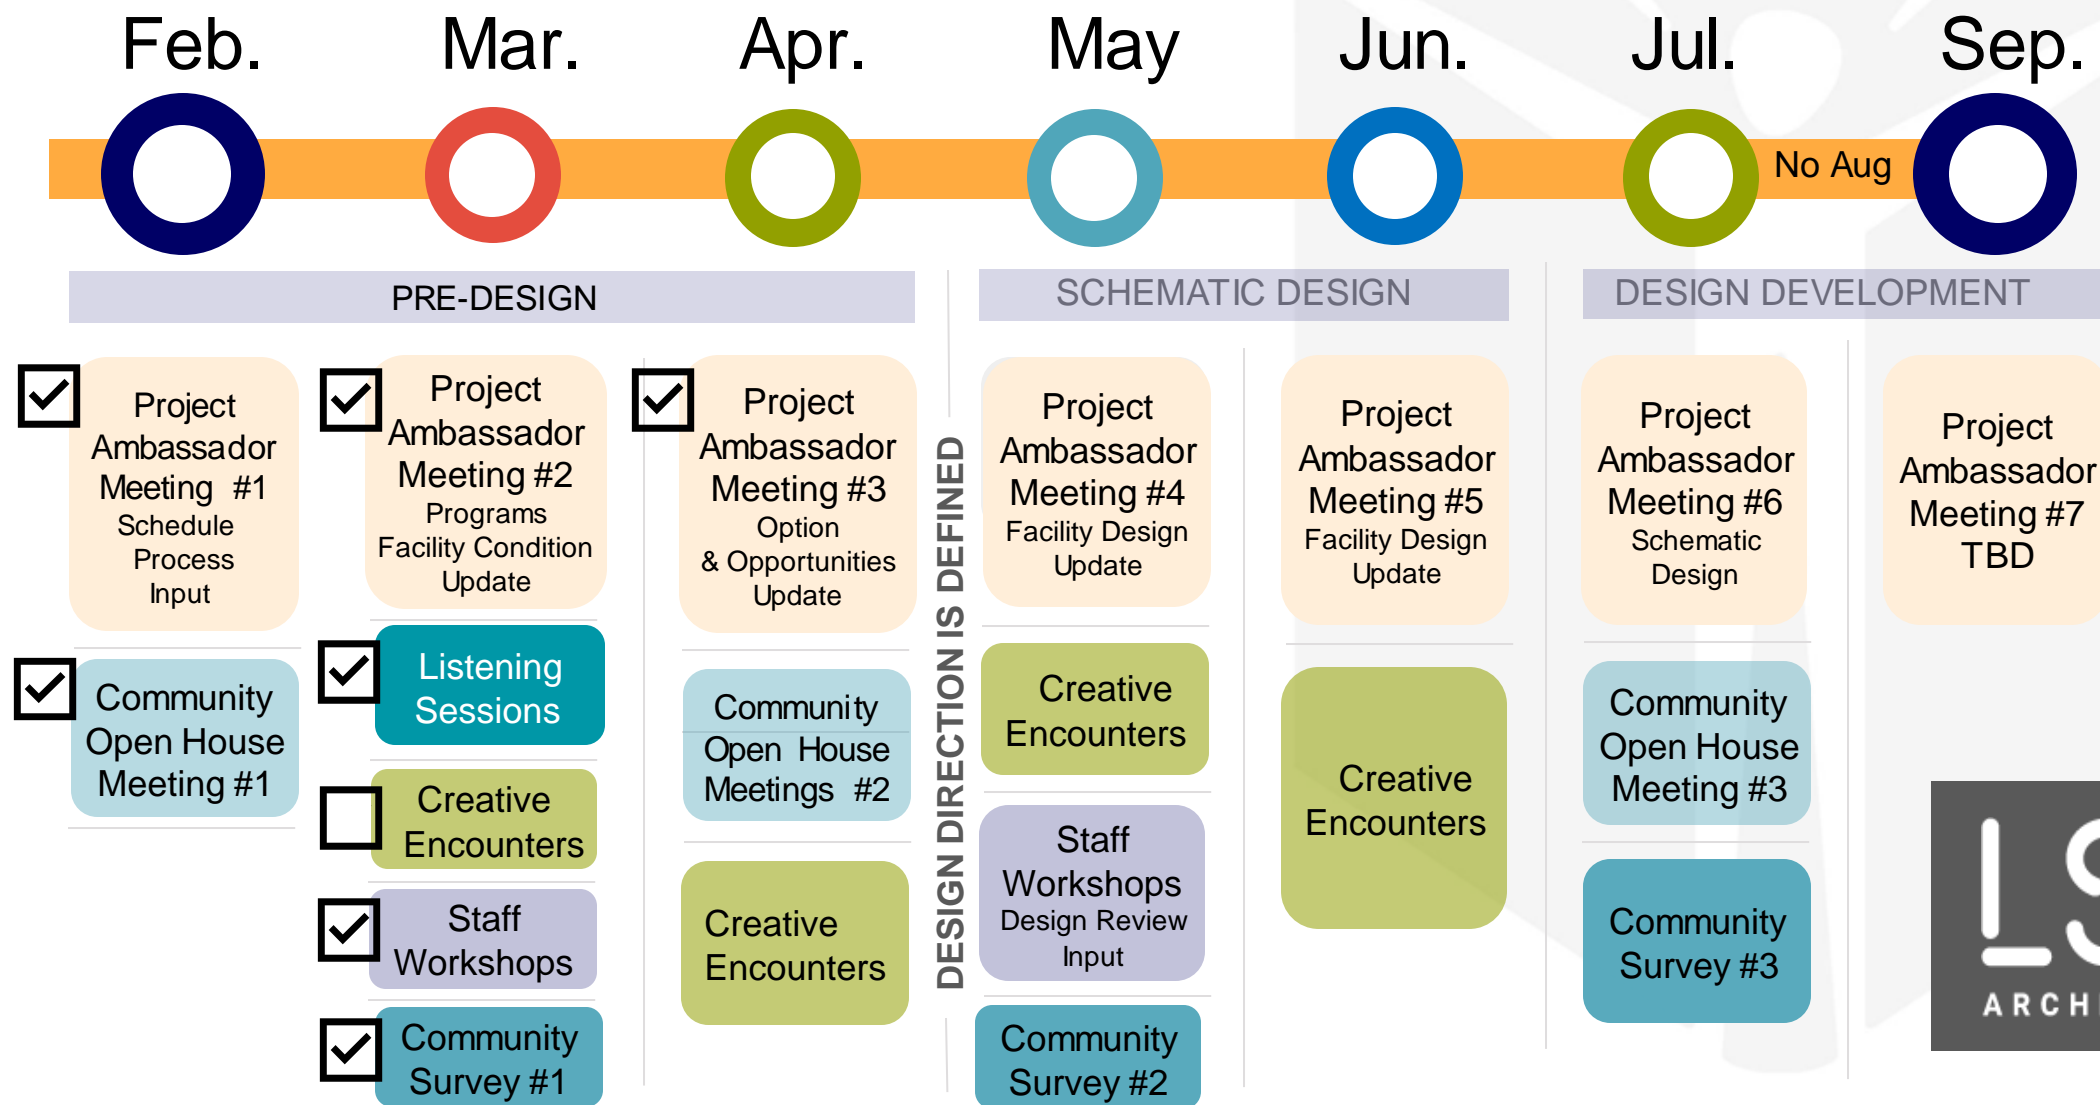 Feb.
Mar.
Apr.
May
Jun.
Jul.
Sep.
No Aug
PRE-DESIGN
SCHEMATIC DESIGN
DESIGN DEVELOPMENT
Project
Ambassador
Meeting #1
Schedule
Process
Input
Community
Open House
Meeting #1
Project
Ambassador
Meeting #2
Programs
Facility Condition
Update
Listening
Sessions
Creative
Encounters
Staff
Workshops
Community
Survey #1
Project
Ambassador
Meeting #3
Option
& Opportunities
Update
Community
Open House
Meetings #2
Creative
Encounters
DESIGN DIRECTION IS DEFINED
Project
Ambassador
Meeting #4
Facility Design
Update
Creative
Encounters
Staff
Workshops
Design Review
Input
Community
Survey #2
Project
Ambassador
Meeting #5
Facility Design
Update
Creative
Encounters
Project
Ambassador
Meeting #6
Schematic
Design
Community
Open House
Meeting #3
Community
Survey #3
Project
Ambassador
Meeting #7
TBD